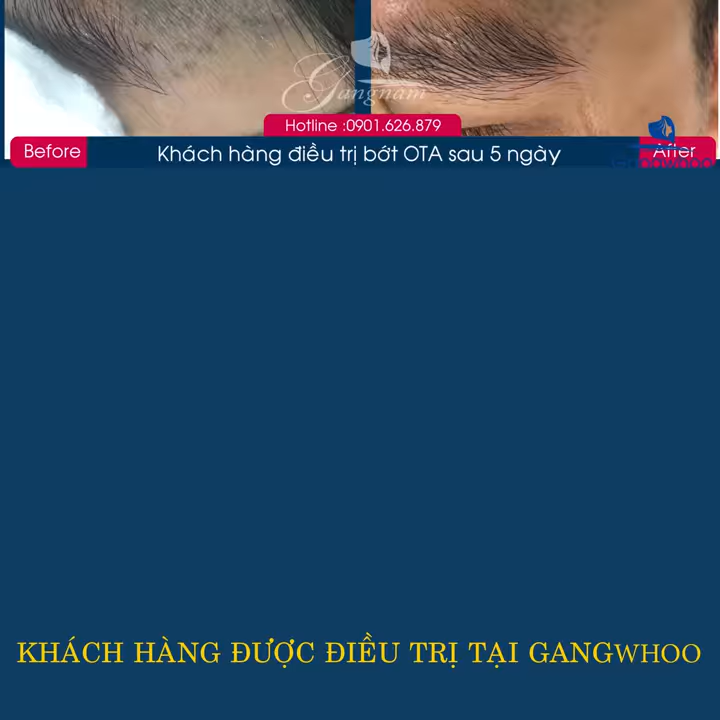 Gangnam
Hotline :0901.626.879
Before
Khách hàng điều trị bớt OTA sau 5 ngày
After
Gangwhoo
KHÁCH HÀNG ĐƯỢC ĐIỀU TRỊ TẠI GANGWHOO